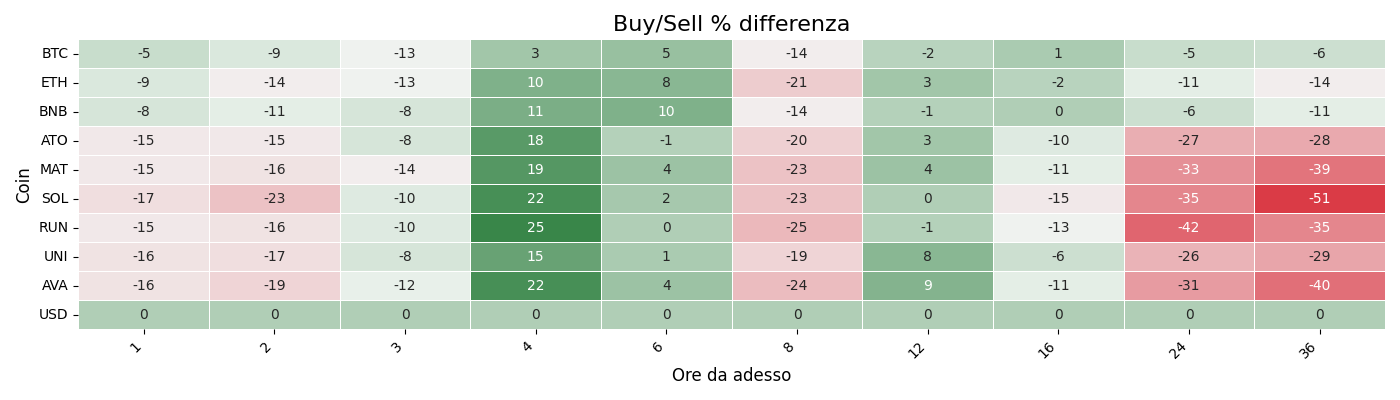 Buy/Sell % differenza
Coin
BTC -5 -9 -13 3 5 -14 -2 1 -5 -6
ETH -9 -14 -13 10 8 -21 3 -2 -11 -14
BNB -8 -11 -8 11 10 -14 -1 0 -6 -11
ATO -15 -15 -8 18 -1 -20 3 -10 -27 -28
MAT -15 -16 -14 19 4 -23 4 -11 -33 -39
SOL -17 -23 -10 22 2 -23 0 -15 -35 -51
RUN -15 -16 -10 25 0 -25 -1 -13 -42 -35
UNI -16 -17 -8 15 1 -19 8 -6 -26 -29
AVA -16 -19 -12 22 4 -24 9 -11 -31 -40
USD 0 0 0 0 0 0 0 0 0 0
1 2 3 4 6 8 12 16 24 36
Ore da adesso